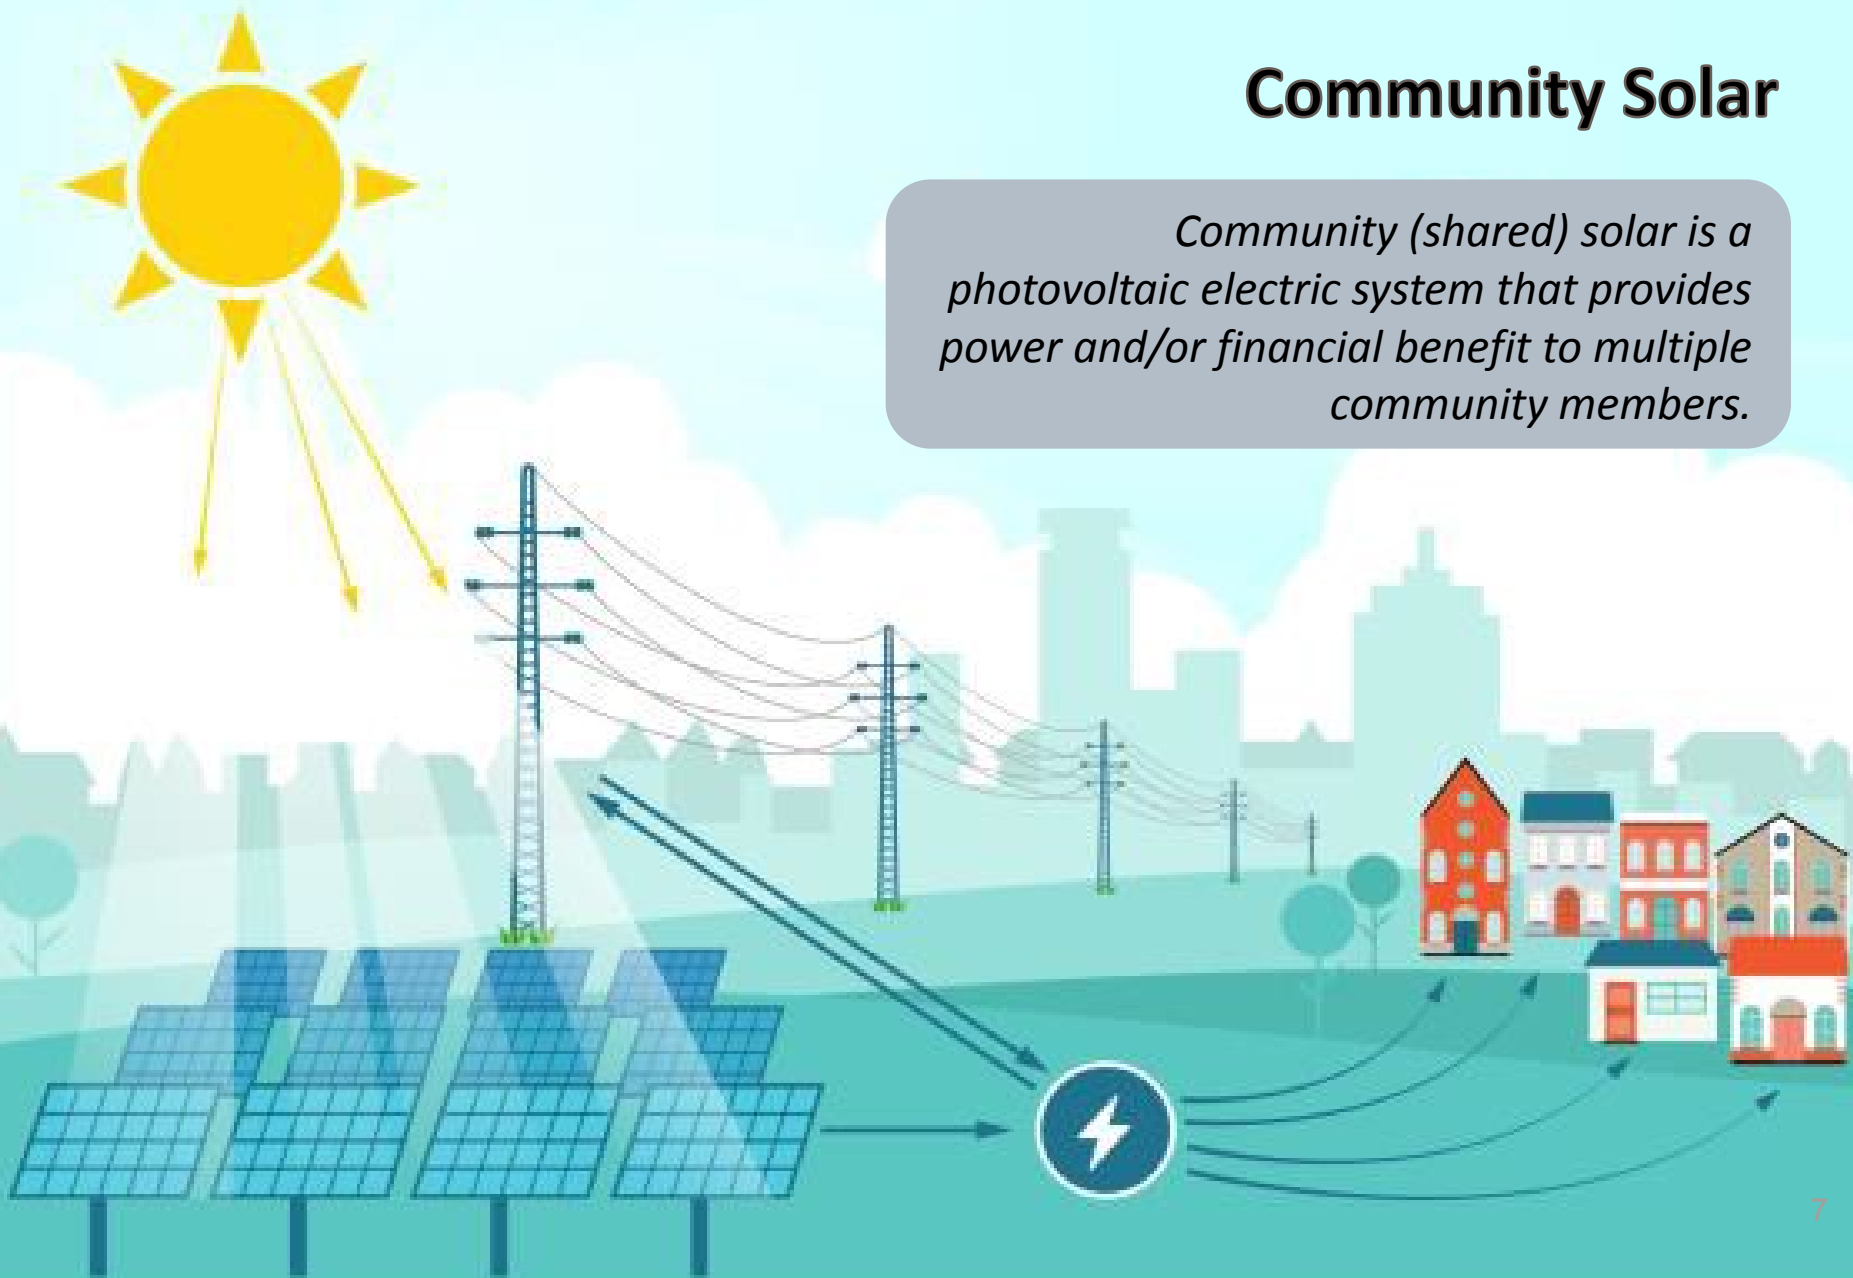 Community Solar
Community (shared) solar is a
photovoltaic electric system that provides
power and/or financial benefit to multiple
community members.
7